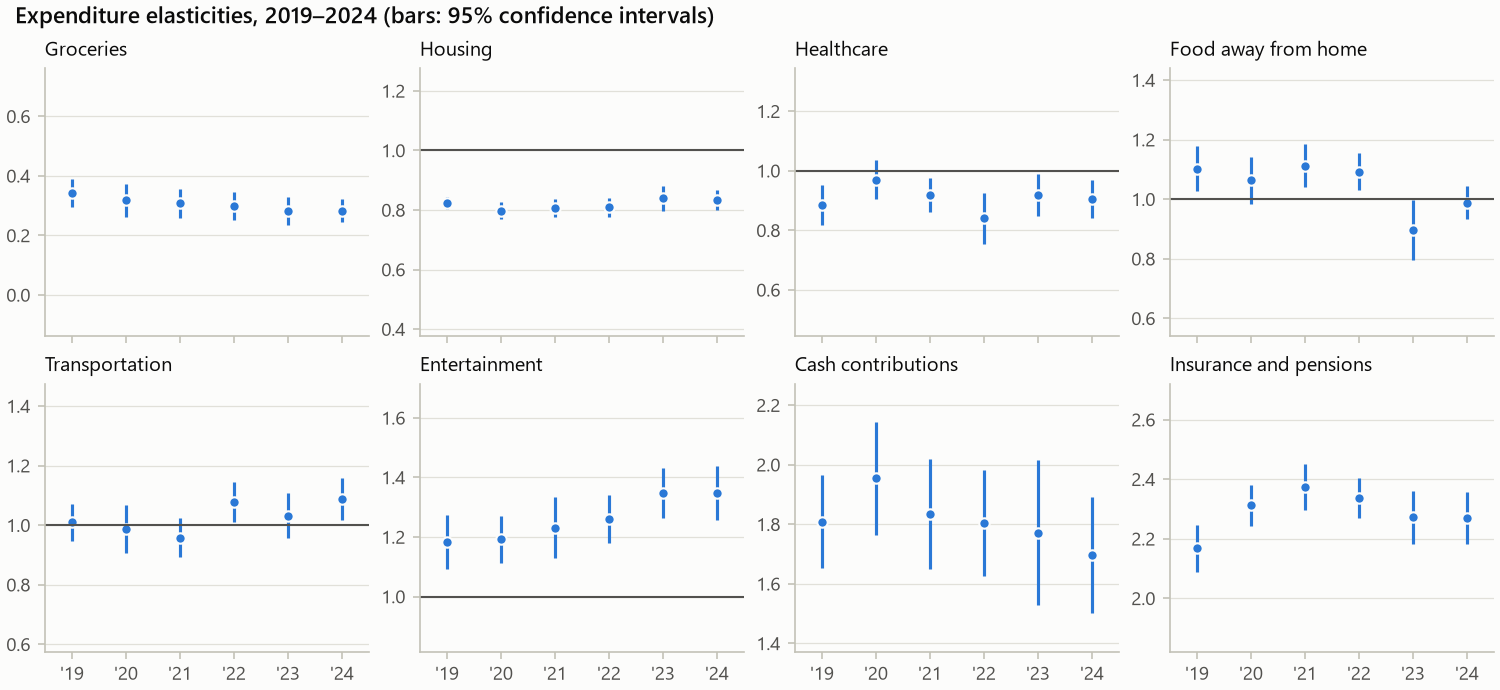 Expenditure elasticities, 2019–2024 (bars: 95% confidence intervals)
Groceries
0.6
0.4
0.2
0.0
Housing
1.2
1.0
0.8
0.6
0.4
Healthcare
1.2
1.0
0.8
0.6
Food away from home
1.4
1.2
1.0
0.8
0.6
Transportation
1.4
1.2
1.0
0.8
0.6
'19 '20 '21 '22 '23 '24
Entertainment
1.6
1.4
1.2
1.0
'19 '20 '21 '22 '23 '24
Cash contributions
2.2
2.0
1.8
1.6
1.4
'19 '20 '21 '22 '23 '24
Insurance and pensions
2.6
2.4
2.2
2.0
'19 '20 '21 '22 '23 '24